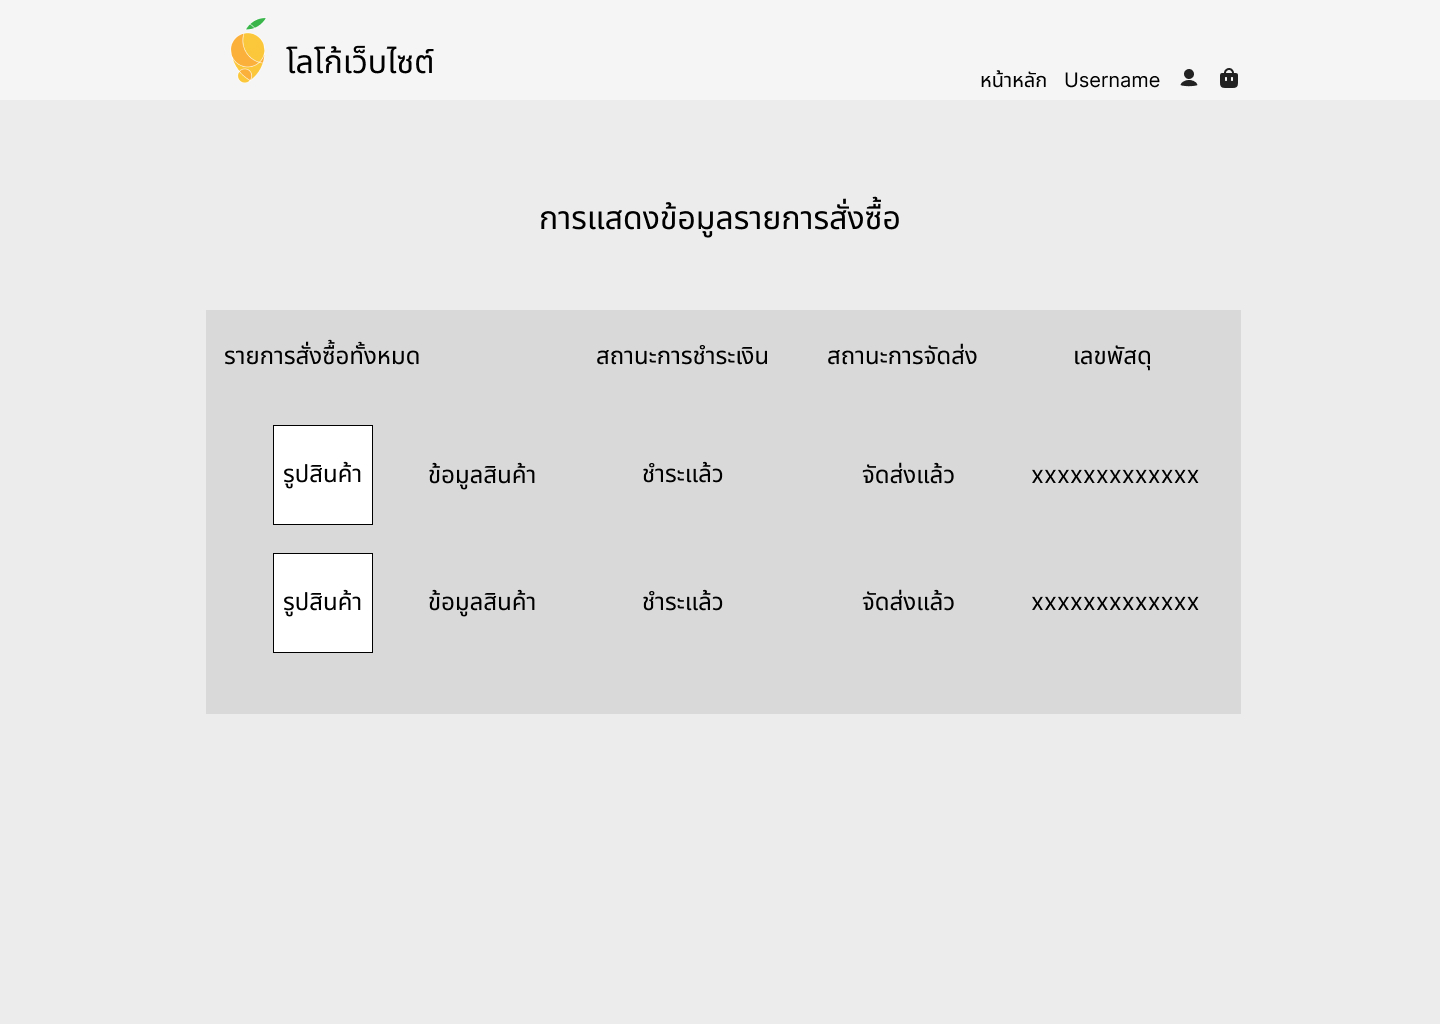 โลโก้เว็บไซต์
หน้าหลัก Username
การแสดงข้อมูลรายการสั่งซื้อ
รายการสั่งซื้อทั้งหมด สถานะการชำระเงิน สถานะการจัดส่ง เลขพัสดุ
รูปสินค้า ข้อมูลสินค้า ชำระแล้ว จัดส่งแล้ว xxxxxxxxxxxxx
รูปสินค้า ข้อมูลสินค้า ชำระแล้ว จัดส่งแล้ว xxxxxxxxxxxxx